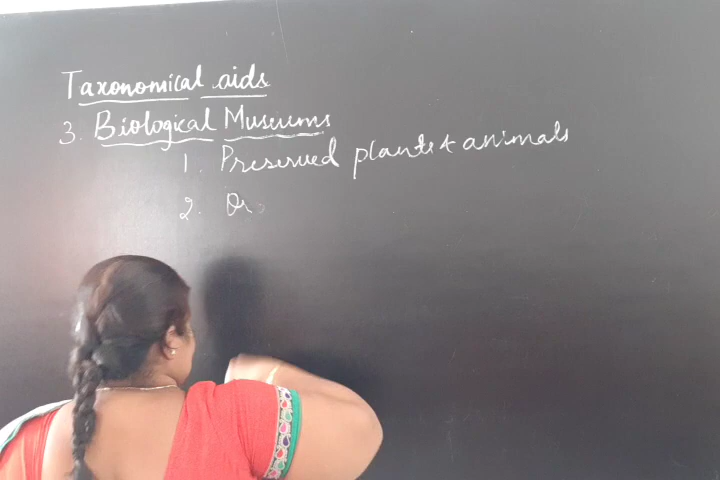 Taxonomical aids
3. Biological Museums
1. Preserved plants & animals
2.